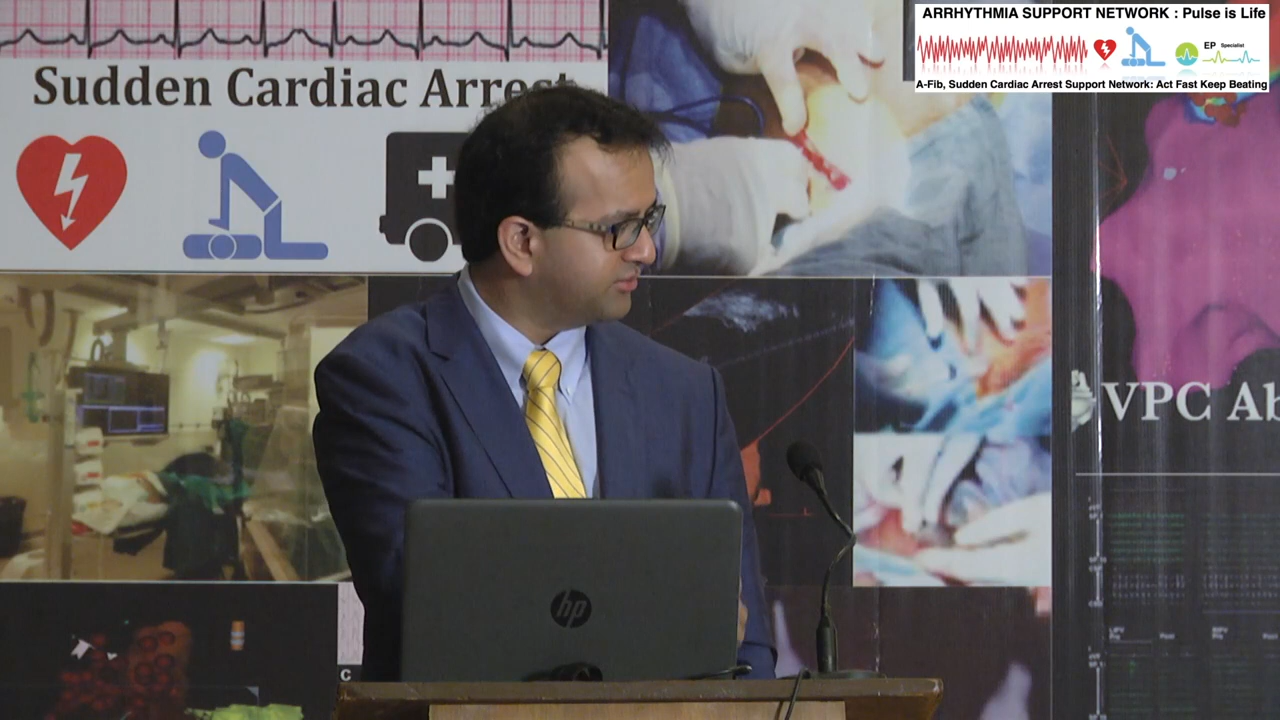 ARRHYTHMIA SUPPORT NETWORK : Pulse is Life
EP Specialist
A-Fib, Sudden Cardiac Arrest Support Network: Act Fast Keep Beating
Sudden Cardiac Arrest
VPC Ab
hp
C